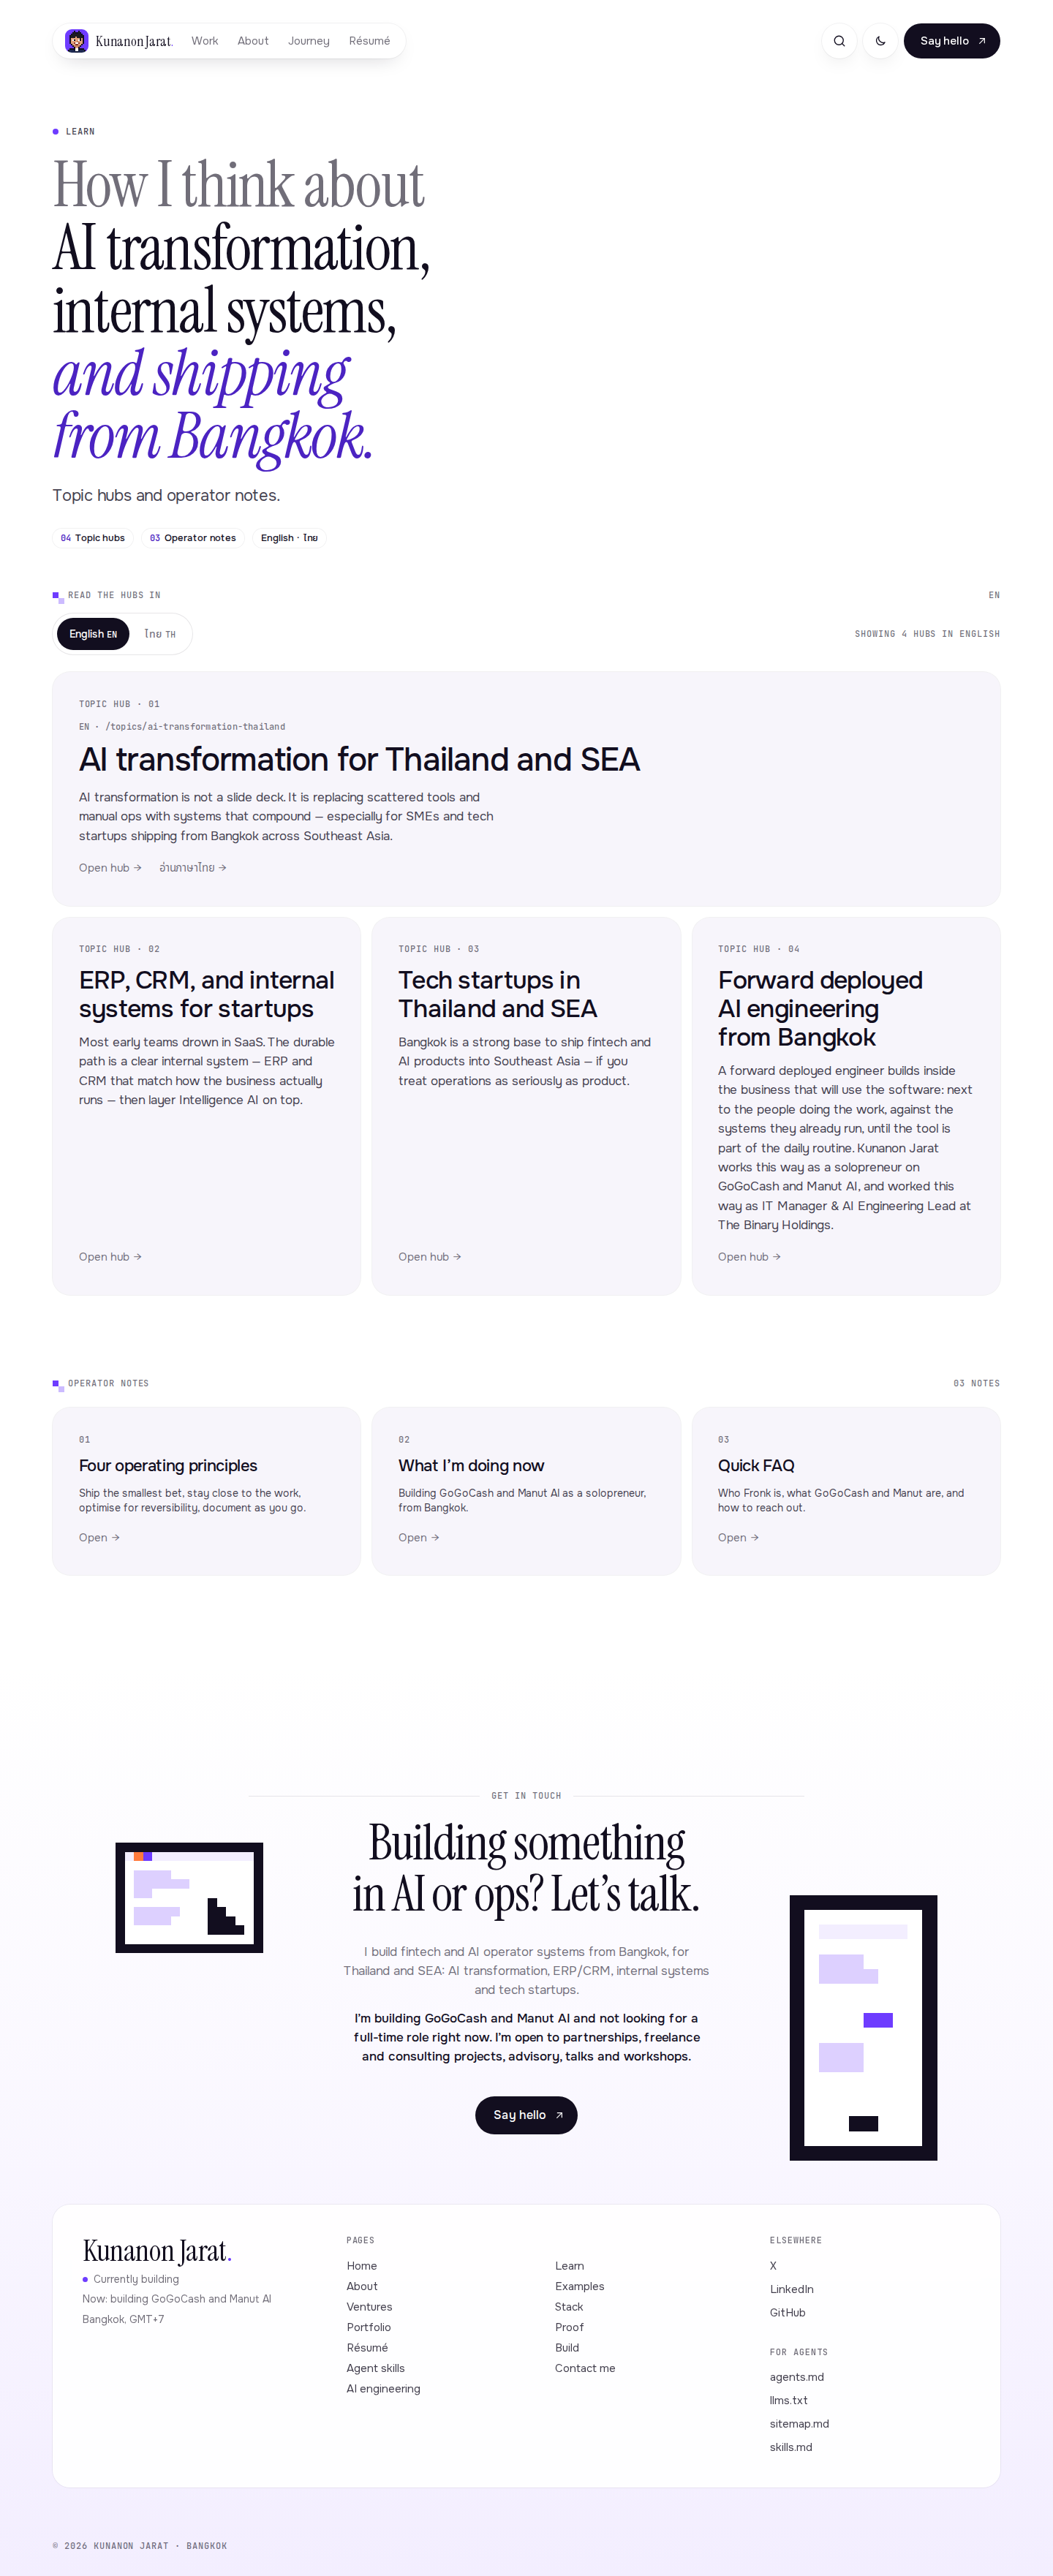 Kunanon Jarat.
Work
About
Journey
Résumé
Say hello
LEARN
How I think about
AI transformation,
internal systems,
and shipping
from Bangkok.
Topic hubs and operator notes.
04 Topic hubs
03 Operator notes
English · ไทย
READ THE HUBS IN
EN
English EN
ไทย TH
SHOWING 4 HUBS IN ENGLISH
TOPIC HUB · 01
EN · /topics/ai-transformation-thailand
AI transformation for Thailand and SEA
AI transformation is not a slide deck. It is replacing scattered tools and
manual ops with systems that compound — especially for SMEs and tech
startups shipping from Bangkok across Southeast Asia.
Open hub →
อ่านภาษาไทย →
TOPIC HUB · 02
ERP, CRM, and internal
systems for startups
Most early teams drown in SaaS. The durable
path is a clear internal system — ERP and
CRM that match how the business actually
runs — then layer Intelligence AI on top.
Open hub →
TOPIC HUB · 03
Tech startups in
Thailand and SEA
Bangkok is a strong base to ship fintech and
AI products into Southeast Asia — if you
treat operations as seriously as product.
Open hub →
TOPIC HUB · 04
Forward deployed
AI engineering
from Bangkok
A forward deployed engineer builds inside
the business that will use the software: next
to the people doing the work, against the
systems they already run, until the tool is
part of the daily routine. Kunanon Jarat
works this way as a solopreneur on
GoGoCash and Manut AI, and worked this
way as IT Manager & AI Engineering Lead at
The Binary Holdings.
Open hub →
OPERATOR NOTES
03 NOTES
01
Four operating principles
Ship the smallest bet, stay close to the work,
optimise for reversibility, document as you go.
Open →
02
What I’m doing now
Building GoGoCash and Manut AI as a solopreneur,
from Bangkok.
Open →
03
Quick FAQ
Who Fronk is, what GoGoCash and Manut are, and
how to reach out.
Open →
GET IN TOUCH
Building something
in AI or ops? Let’s talk.
I build fintech and AI operator systems from Bangkok, for
Thailand and SEA: AI transformation, ERP/CRM, internal systems
and tech startups.
I’m building GoGoCash and Manut AI and not looking for a
full-time role right now. I’m open to partnerships, freelance
and consulting projects, advisory, talks and workshops.
Say hello
Kunanon Jarat.
Currently building
Now: building GoGoCash and Manut AI
Bangkok, GMT+7
PAGES
Home
About
Ventures
Portfolio
Résumé
Agent skills
AI engineering
Learn
Examples
Stack
Proof
Build
Contact me
ELSEWHERE
X
LinkedIn
GitHub
FOR AGENTS
agents.md
llms.txt
sitemap.md
skills.md
© 2026 KUNANON JARAT · BANGKOK